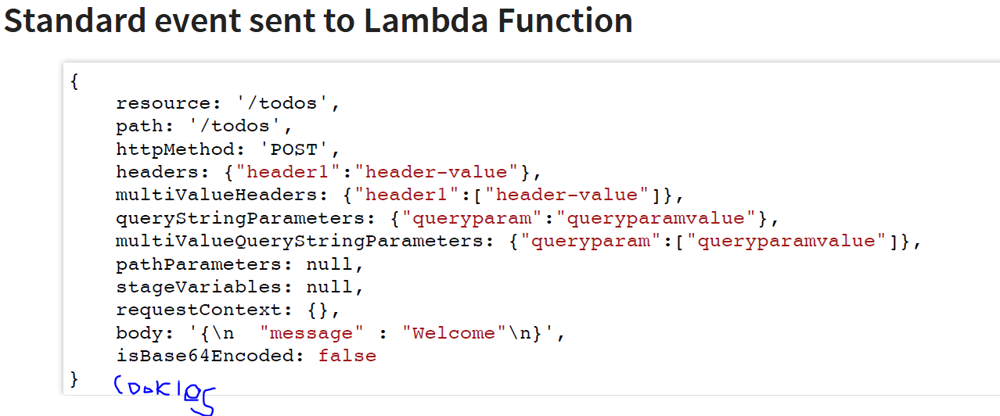 Standard event sent to Lambda Function
{
resource: '/todos',
path: '/todos',
httpMethod: 'POST',
headers: {"header1":"header-value"},
multiValueHeaders: {"header1":["header-value"]},
queryStringParameters: {"queryparam":"queryparamvalue"},
multiValueQueryStringParameters: {"queryparam":["queryparamvalue"]},
pathParameters: null,
stageVariables: null,
requestContext: {},
body: '{\n  "message" : "Welcome"\n}',
isBase64Encoded: false
}
cookies